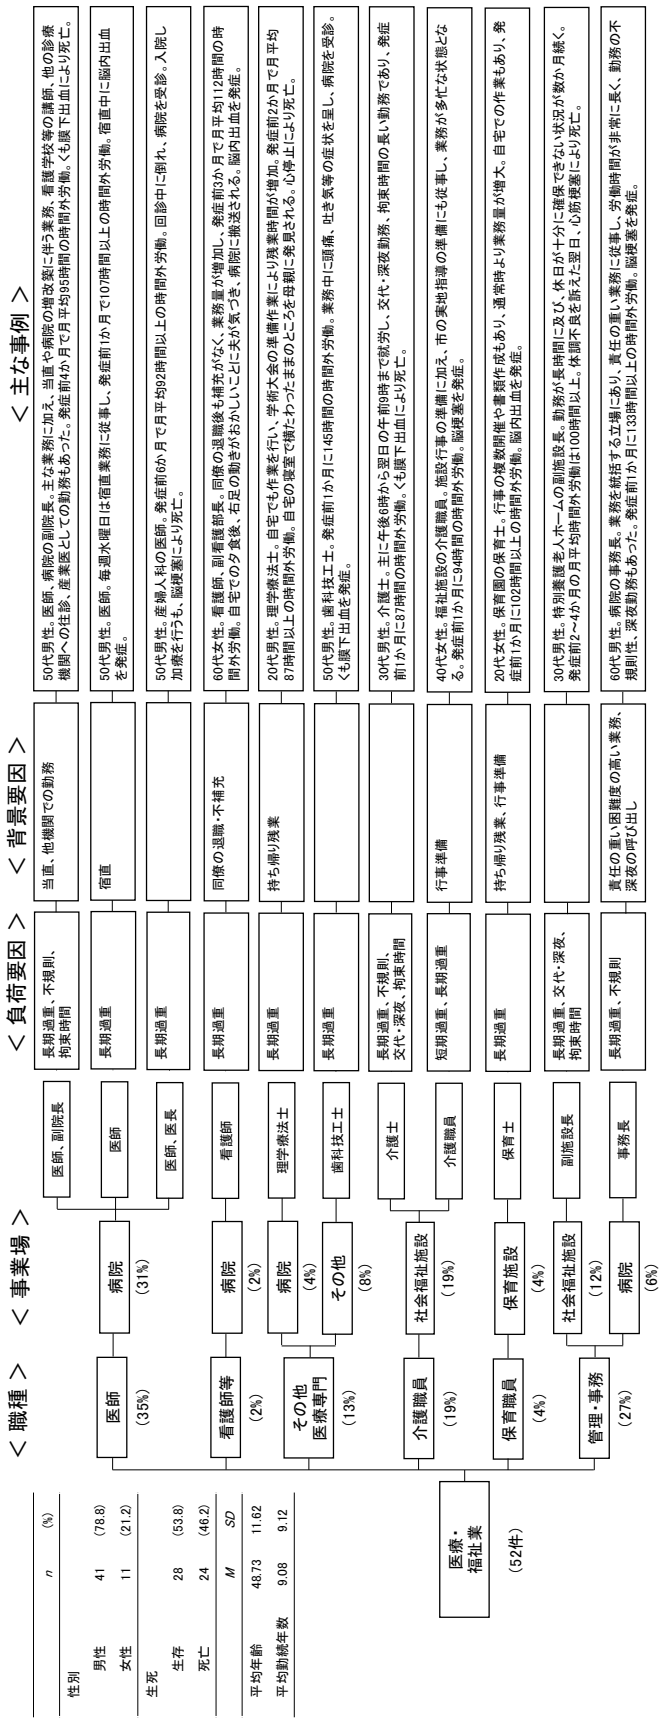 n (%)
性別
男性 41 (78.8)
女性 11 (21.2)
生死
生存 28 (53.8)
死亡 24 (46.2)
M SD
平均年齢 48.73 11.62
平均勤続年数 9.08 9.12
医療・
福祉業
(52件)
＜ 職種 ＞
医師
(35%)
看護師等
(2%)
その他
医療専門
(13%)
介護職員
(19%)
保育職員
(4%)
管理・事務
(27%)
＜ 事業場 ＞
病院
(31%)
病院
(2%)
病院
(4%)
その他
(8%)
社会福祉施設
(19%)
保育施設
(4%)
社会福祉施設
(12%)
病院
(6%)
医師、副院長
医師
医師、医長
看護師
理学療法士
歯科技工士
介護士
介護職員
保育士
副施設長
事務長
＜ 負荷要因 ＞
長期過重、不規則、
拘束時間
長期過重
長期過重
長期過重
長期過重
長期過重
長期過重、不規則、
交代・深夜、拘束時間
短期過重、長期過重
長期過重
長期過重、交代・深夜、
拘束時間
長期過重、不規則
＜ 背景要因 ＞
当直、他機関での勤務
宿直
同僚の退職・不補充
持ち帰り残業
行事準備
持ち帰り残業、行事準備
責任の重い困難度の高い業務、
深夜の呼び出し
＜ 主な事例 ＞
50代男性。医師、病院の副院長。主な業務に加え、当直や病院の増改築に伴う業務、看護学校等の講師、他の診療
機関への往診、産業医としての勤務もあった。発症前4か月で月平均95時間の時間外労働。くも膜下出血により死亡。
50代男性。医師。毎週水曜日は宿直業務に従事し、発症前1か月で107時間以上の時間外労働。宿直中に脳内出血
を発症。
50代男性。産婦人科の医師。発症前6か月で月平均92時間以上の時間外労働。回診中に倒れ、病院を受診。入院し
加療を行うも、脳梗塞により死亡。
60代女性。看護師、副看護部長。同僚の退職後も補充がなく、業務量が増加し、発症前3か月で月平均112時間の時
間外労働。自宅での夕食後、右足の動きがおかしいことに夫が気づき、病院に搬送される。脳内出血を発症。
20代男性。理学療法士。自宅でも作業を行い、学術大会の準備作業により残業時間が増加。発症前2か月で月平均
87時間以上の時間外労働。自宅の寝室で横たわったままのところを母親に発見される。心停止により死亡。
50代男性。歯科技工士。発症前1か月に145時間の時間外労働。業務中に頭痛、吐き気等の症状を呈し、病院を受診。
くも膜下出血を発症。
30代男性。介護士。主に午後6時から翌日の午前9時まで就労し、交代・深夜勤務、拘束時間の長い勤務であり、発症
前1か月に87時間の時間外労働。くも膜下出血により死亡。
40代女性。福祉施設の介護職員。施設行事の準備に加え、市の実地指導の準備にも従事し、業務が多忙な状態とな
る。発症前1か月に94時間の時間外労働。脳梗塞を発症。
20代女性。保育園の保育士。行事の複数開催や書類作成もあり、通常時より業務量が増大。自宅での作業もあり、発
症前1か月に102時間以上の時間外労働。脳内出血を発症。
30代男性。特別養護老人ホームの副施設長。勤務が長時間に及び、休日が十分に確保できない状況が数か月続く。
発症前2～4か月の月平均時間外労働は100時間以上。体調不良を訴えた翌日、心筋梗塞により死亡。
60代男性。病院の事務長。業務を統括する立場にあり、責任の重い業務に従事し、労働時間が非常に長く、勤務の不
規則性、深夜勤務もあった。発症前1か月に133時間以上の時間外労働。脳梗塞を発症。